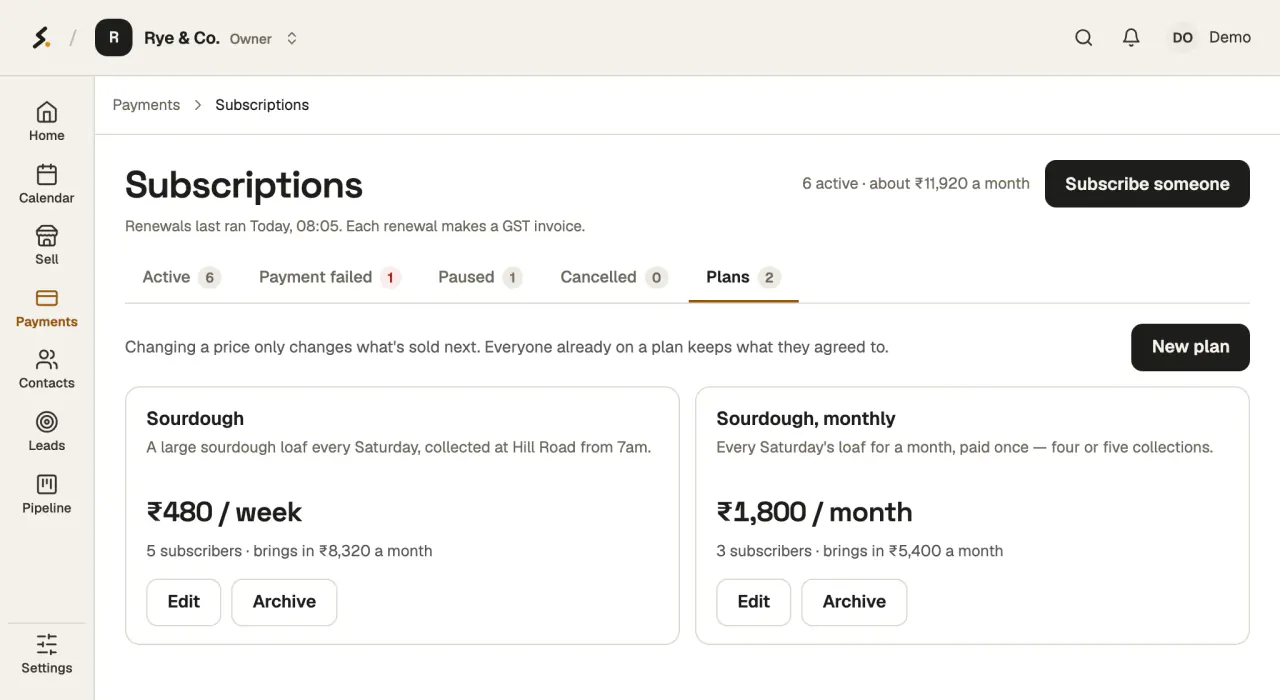 / R Rye & Co. Owner DO Demo
Payments > Subscriptions
Home
Calendar
Sell
Payments
Contacts
Leads
Pipeline
Settings
Subscriptions
6 active · about ₹11,920 a month
Subscribe someone
Renewals last ran Today, 08:05. Each renewal makes a GST invoice.
Active 6 Payment failed 1 Paused 1 Cancelled 0 Plans 2
Changing a price only changes what's sold next. Everyone already on a plan keeps what they agreed to.
New plan
Sourdough
A large sourdough loaf every Saturday, collected at Hill Road from 7am.
₹480 / week
5 subscribers · brings in ₹8,320 a month
Edit Archive
Sourdough, monthly
Every Saturday's loaf for a month, paid once — four or five collections.
₹1,800 / month
3 subscribers · brings in ₹5,400 a month
Edit Archive